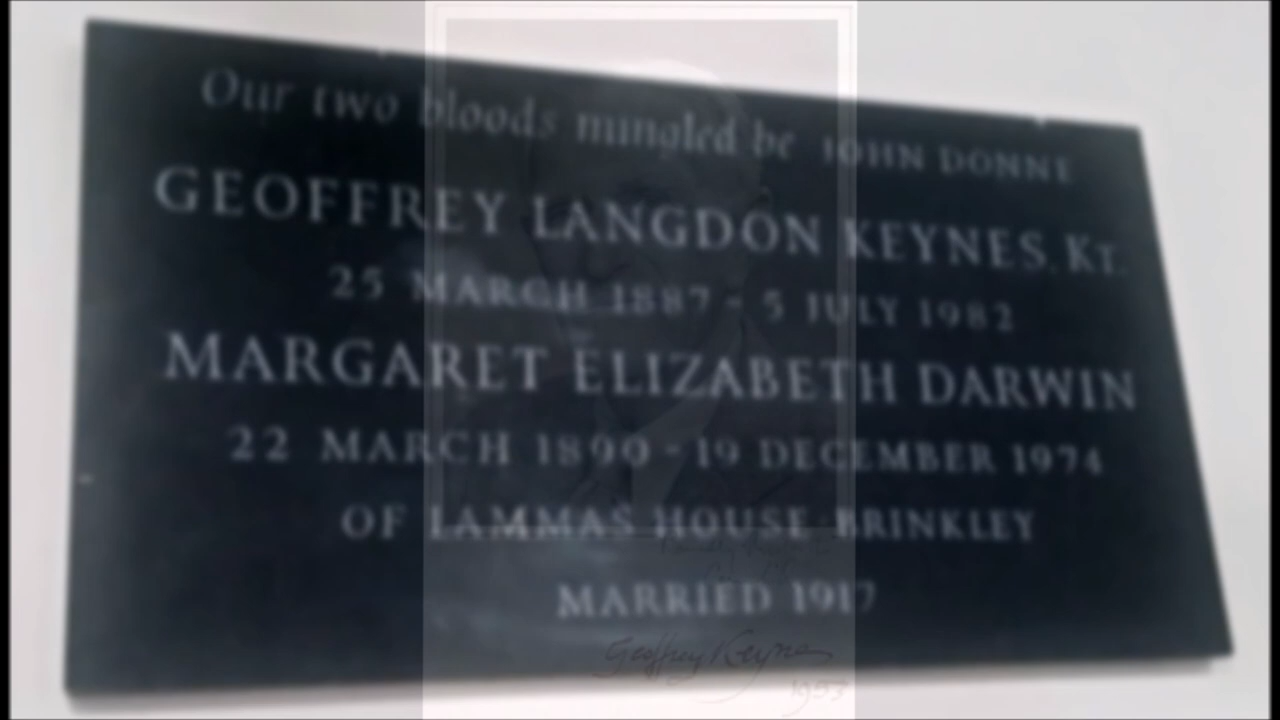 Our two bloods mingled be JOHN DONNE
GEOFFREY LANGDON KEYNES, Kt.
25 MARCH 1887 - 5 JULY 1982
MARGARET ELIZABETH DARWIN
22 MARCH 1890 - 19 DECEMBER 1974
OF LAMMAS HOUSE BRINKLEY
MARRIED 1917
Geoffrey Keynes
1953